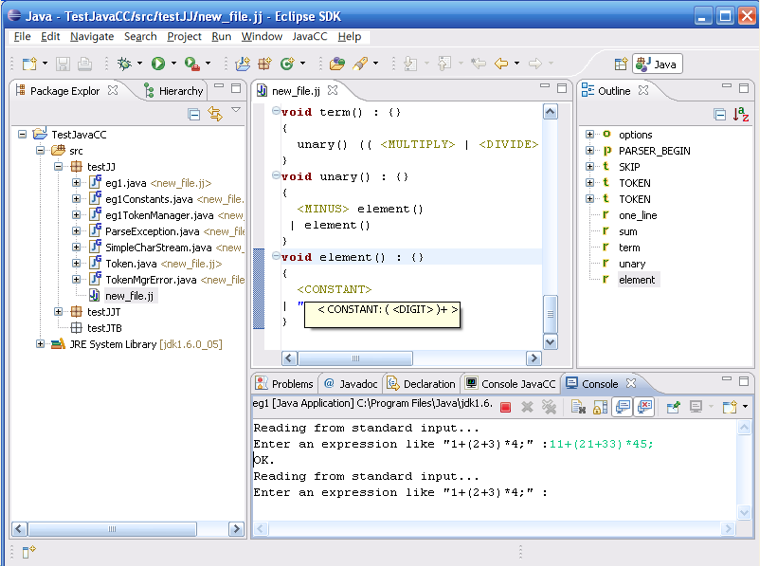 Java - TestJavaCC/src/testJJ/new_file.jj - Eclipse SDK
File Edit Navigate Search Project Run Window JavaCC Help
Java
Package Explor
Hierarchy
TestJavaCC
src
testJJ
eg1.java <new_file.jj>
eg1Constants.java <new_
eg1TokenManager.java <new_
ParseException.java <new_fi
SimpleCharStream.java <new_
Token.java <new_file.jj>
TokenMgrError.java <new_fi
new_file.jj
testJJT
testJTB
JRE System Library [jdk1.6.0_05]
new_file.jj
void term() : {}
{
unary() (( <MULTIPLY> | <DIVIDE>
}
void unary() : {}
{
<MINUS> element()
| element()
}
void element() : {}
{
<CONSTANT>
| "
< CONSTANT: ( <DIGIT> )+ >
}
Outline
options
PARSER_BEGIN
SKIP
TOKEN
TOKEN
one_line
sum
term
unary
element
Problems Javadoc Declaration Console JavaCC Console
eg1 [Java Application] C:\Program Files\Java\jdk1.6.
Reading from standard input...
Enter an expression like "1+(2+3)*4;" :11+(21+33)*45;
OK.
Reading from standard input...
Enter an expression like "1+(2+3)*4;" :